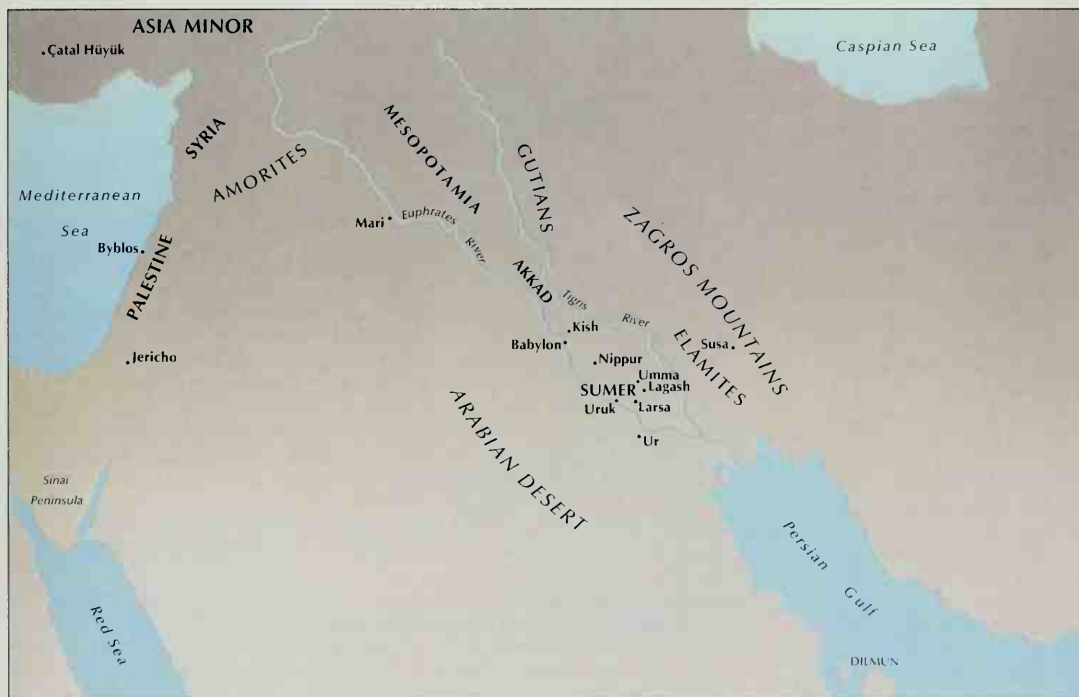 ASIA MINOR
Çatal Hüyük
Caspian Sea
SYRIA
MESOPOTAMIA
GUTIANS
AMORITES
Mediterranean
Sea
Mari
Euphrates
River
ZAGROS MOUNTAINS
Byblos
PALESTINE
AKKAD
Tigris
River
Kish
Babylon
Susa
ELAMITES
Jericho
Nippur
Umma
SUMER
Lagash
Uruk
Larsa
ARABIAN DESERT
Ur
Sinai
Peninsula
Persian
Gulf
Red Sea
DILMUN